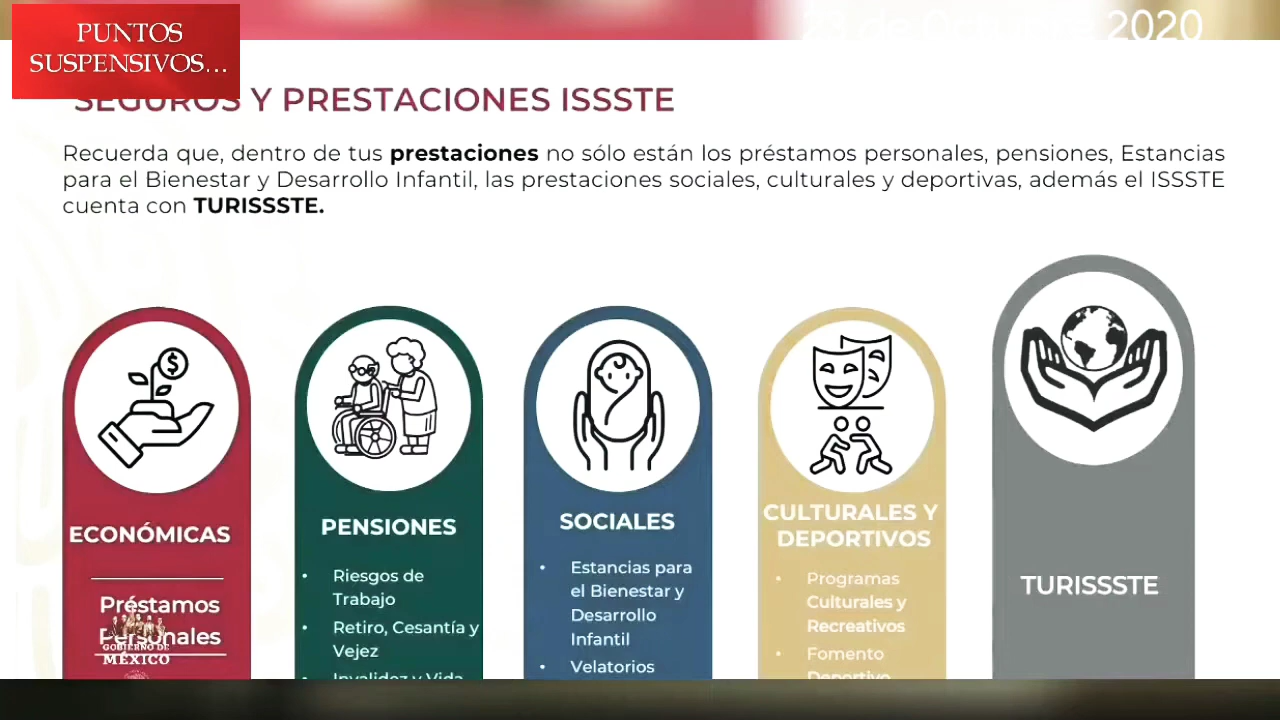 PUNTOS
SUSPENSIVOS...
2020
SEGUROS Y PRESTACIONES ISSSTE
Recuerda que, dentro de tus prestaciones no sólo están los préstamos personales, pensiones, Estancias
para el Bienestar y Desarrollo Infantil, las prestaciones sociales, culturales y deportivas, además el ISSSTE
cuenta con TURISSSTE.
ECONÓMICAS
Préstamos
Personales
GOBIERNO DE
MÉXICO
PENSIONES
• Riesgos de
Trabajo
• Retiro, Cesantía y
Vejez
• Invalidez y Vida
SOCIALES
• Estancias para
el Bienestar y
Desarrollo
Infantil
• Velatorios
CULTURALES Y
DEPORTIVOS
• Programas
Culturales y
Recreativos
• Fomento
Deportivo
TURISSSTE